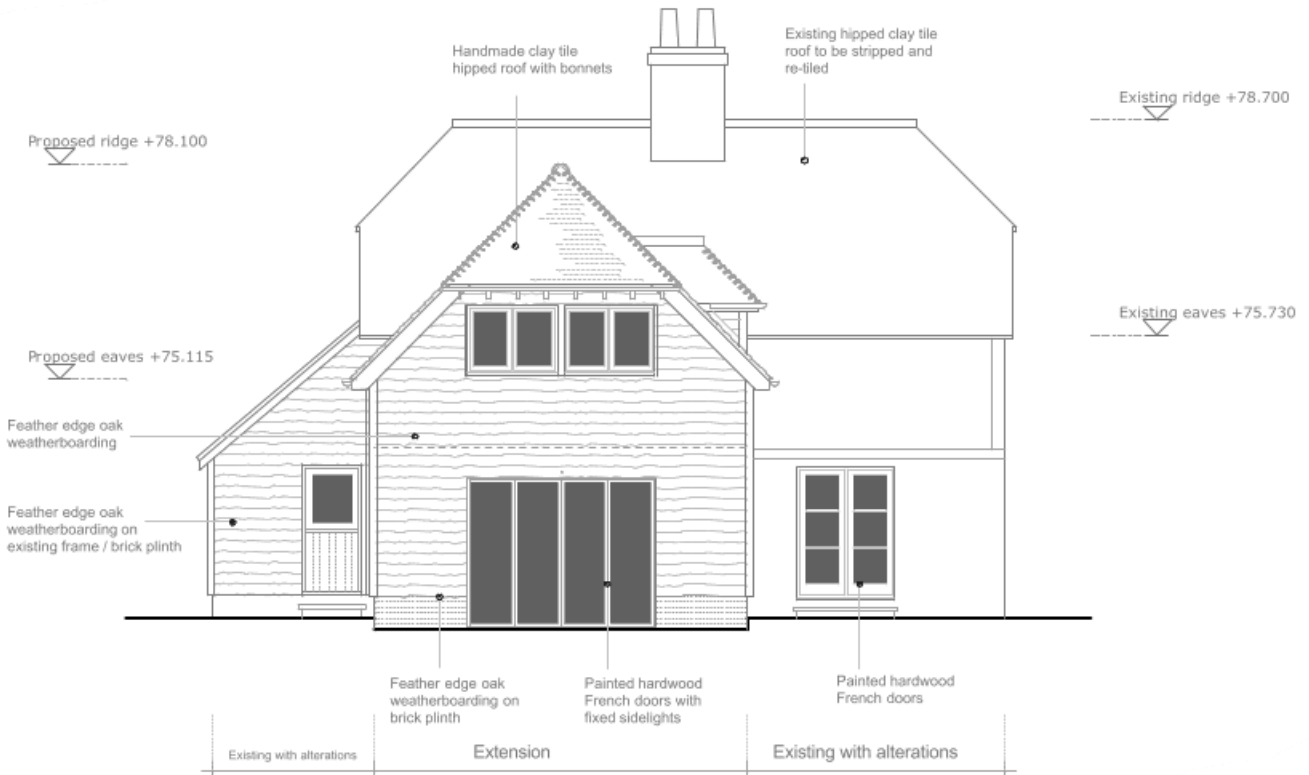 Handmade clay tile
hipped roof with bonnets
Existing hipped clay tile
roof to be stripped and
re-tiled
Existing ridge +78.700
Proposed ridge +78.100
Existing eaves +75.730
Proposed eaves +75.115
Feather edge oak
weatherboarding
Feather edge oak
weatherboarding on
existing frame / brick plinth
Feather edge oak
weatherboarding on
brick plinth
Painted hardwood
French doors with
fixed sidelights
Painted hardwood
French doors
Existing with alterations
Extension
Existing with alterations